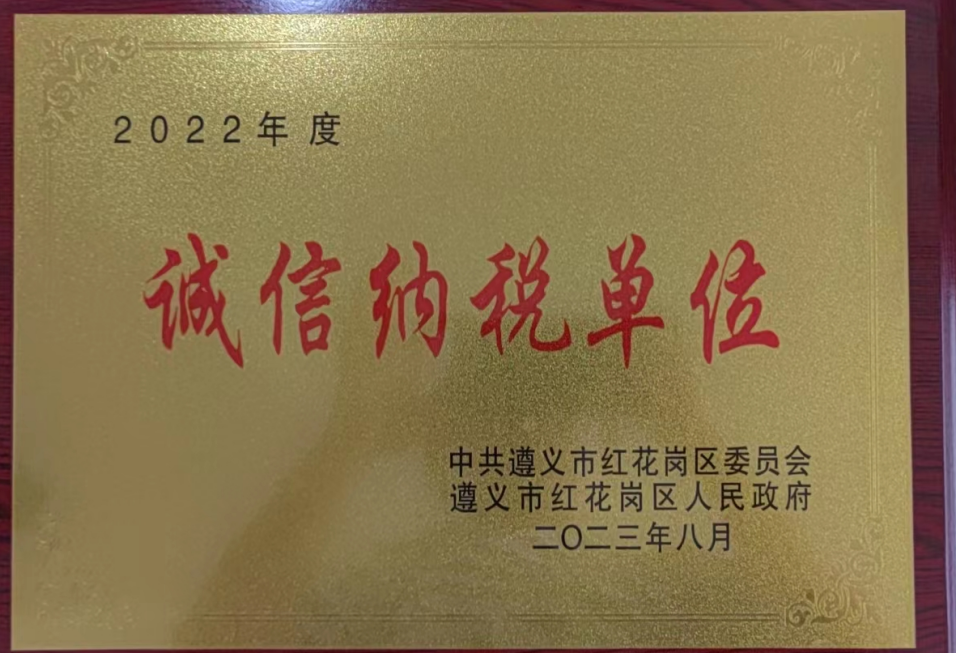 2022年度
诚信纳税单位
中共遵义市红花岗区委员会
遵义市红花岗区人民政府
二〇二三年八月